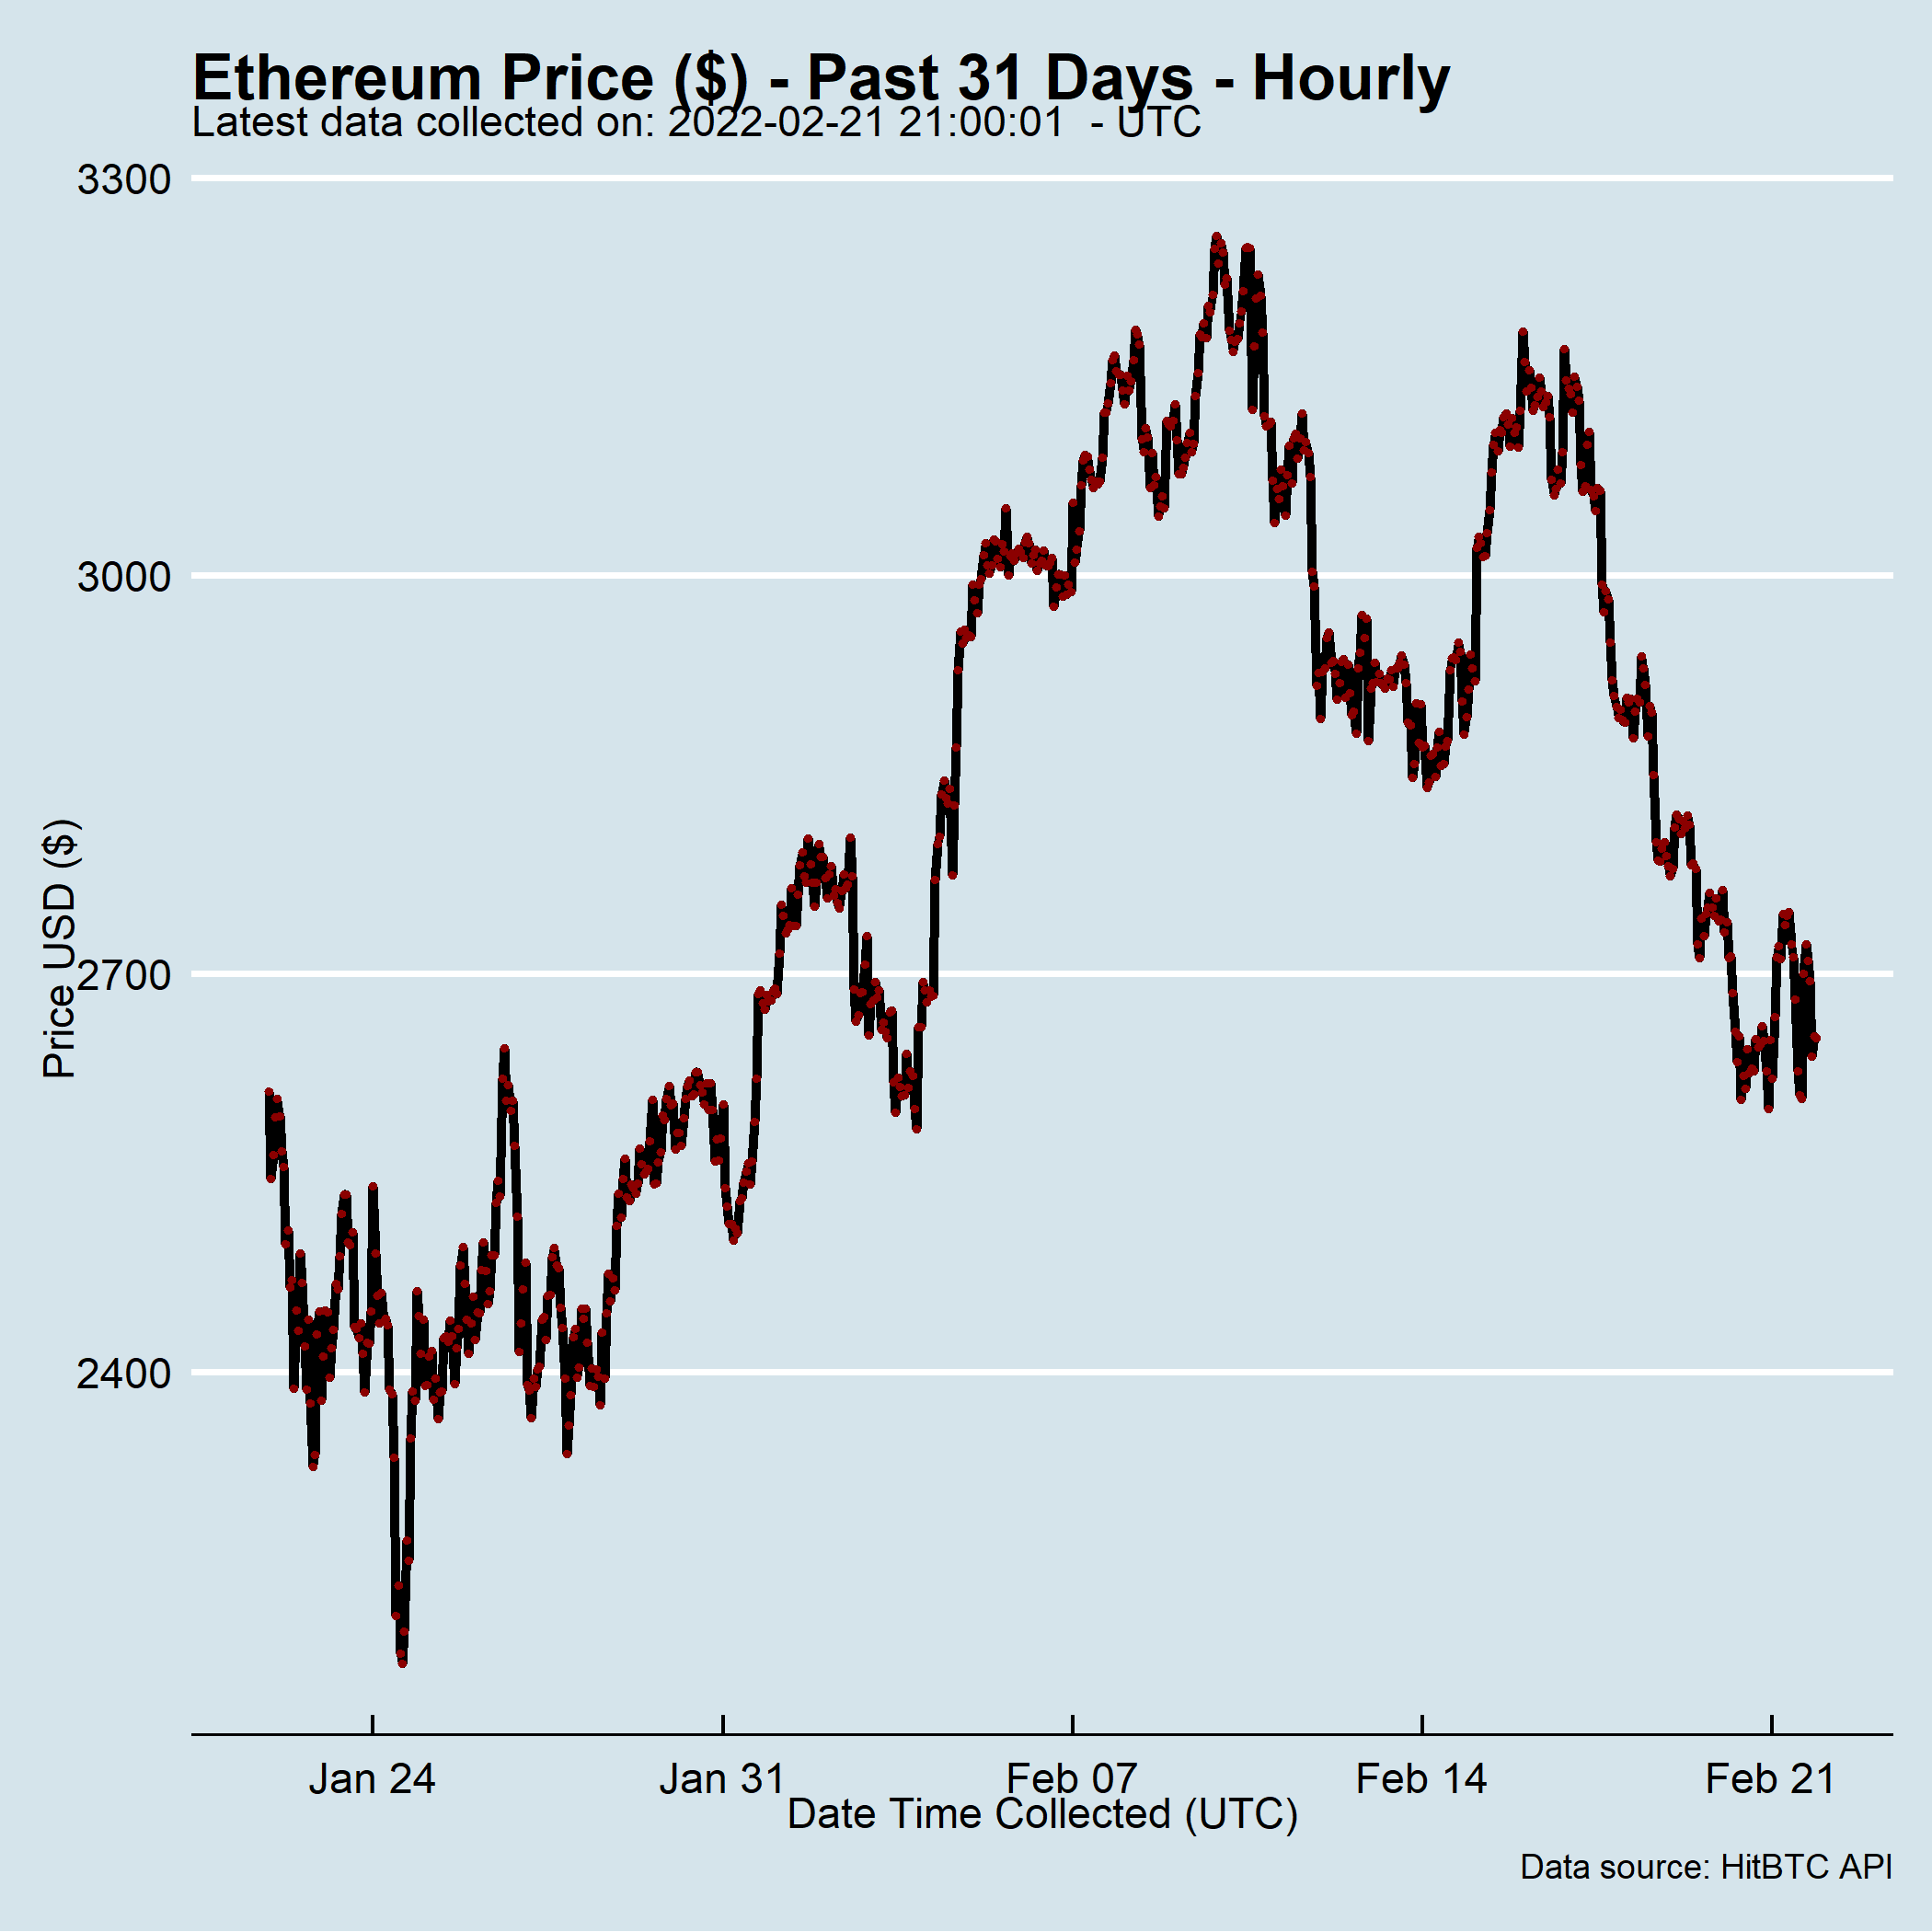 Ethereum Price ($) - Past 31 Days - Hourly
Latest data collected on: 2022-02-21 21:00:01  - UTC
3300
3000
2700
2400
Price USD ($)
Jan 24 Jan 31 Feb 07 Feb 14 Feb 21
Date Time Collected (UTC)
Data source: HitBTC API